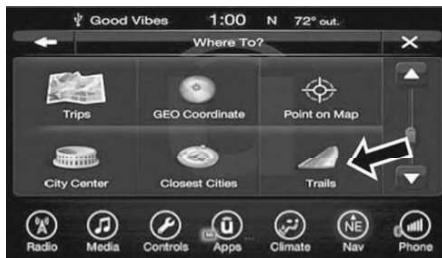 Good Vibes 1:00 N 72° out.
Where To?
Trips GEO Coordinate Point on Map
City Center Closest Cities Trails
NE
Radio Media Controls Apps Climate Nav Phone